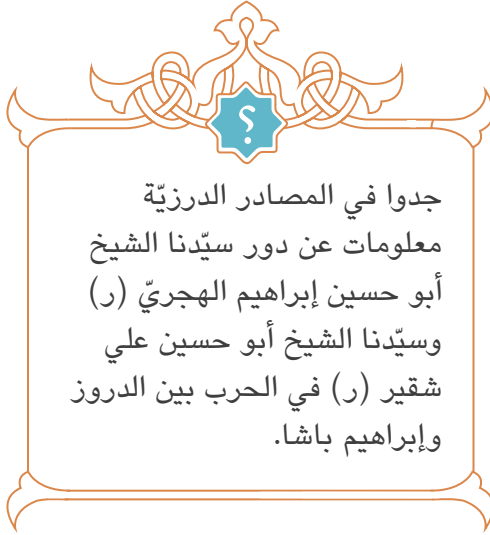 ؟
جدوا في المصادر الدرزيّة
معلومات عن دور سيّدنا الشيخ
أبو حسين إبراهيم الهجريّ (ر)
وسيّدنا الشيخ أبو حسين علي
شقير (ر) في الحرب بين الدروز
وإبراهيم باشا.